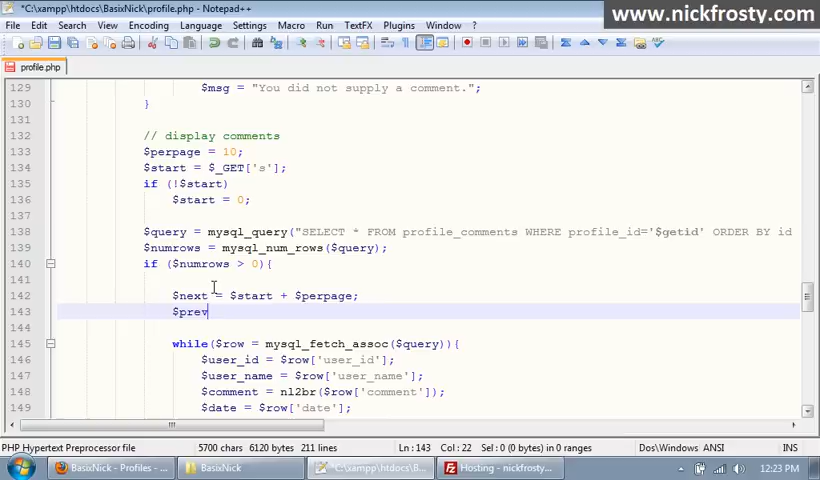 *C:\xampp\htdocs\BasixNick\profile.php - Notepad++
www.nickfrosty.com
File Edit Search View Encoding Language Settings Macro Run TextFX Plugins Window ?
profile.php
129 $msg = "You did not supply a comment.";
130 }
131
132 // display comments
133 $perpage = 10;
134 $start = $_GET['s'];
135 if (!$start)
136 $start = 0;
137
138 $query = mysql_query("SELECT * FROM profile_comments WHERE profile_id='$getid' ORDER BY id
139 $numrows = mysql_num_rows($query);
140 if ($numrows > 0){
141
142 $next = $start + $perpage;
143 $prev
144
145 while($row = mysql_fetch_assoc($query)){
146 $user_id = $row['user_id'];
147 $user_name = $row['user_name'];
148 $comment = nl2br($row['comment']);
149 $date = $row['date'];
PHP Hypertext Preprocessor file 5700 chars 6120 bytes 211 lines Ln : 143 Col : 22 Sel : 0 (0 bytes) in 0 ranges Dos\Windows ANSI INS
BasixNick - Profiles - ... BasixNick *C:\xampp\htdocs\B... Hosting - nickfrosty... 12:23 PM